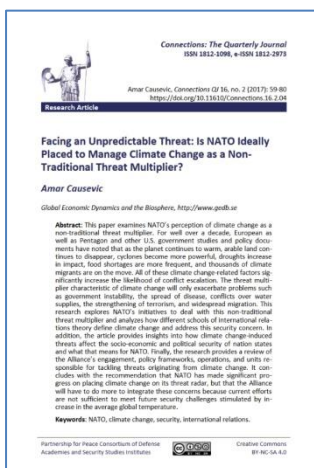 Connections: The Quarterly Journal
ISSN 1812-1098, e-ISSN 1812-2973
Amar Causevic, Connections QJ 16, no. 2 (2017): 59-80
https://doi.org/10.11610/Connections.16.2.04
Research Article
Facing an Unpredictable Threat: Is NATO Ideally
Placed to Manage Climate Change as a Non-
Traditional Threat Multiplier?
Amar Causevic
Global Economic Dynamics and the Biosphere, http://www.gedb.se
Abstract: This paper examines NATO's perception of climate change as a
non-traditional threat multiplier. For well over a decade, European as
well as Pentagon and other U.S. government studies and policy docu-
ments have noted that as the planet continues to warm, arable land con-
tinues to disappear, cyclones become more powerful, droughts increase
in impact, food shortages are more frequent, and thousands of climate
migrants are on the move. All of these climate change-related factors sig-
nificantly increase the likelihood of conflict escalation. The threat multi-
plier characteristic of climate change will only exacerbate problems such
as government instability, the spread of disease, conflicts over water
supplies, the strengthening of terrorism, and widespread migration. This
research explores NATO's initiatives to deal with this non-traditional
threat multiplier and analyzes how different schools of international rela-
tions theory define climate change and address this security concern. In
addition, the article provides insights into how climate change-induced
threats affect the socio-economic and political security of nation states
and what that means for NATO. Finally, the research provides a review of
the Alliance's engagement, policy frameworks, operations, and units re-
sponsible for tackling threats originating from climate change. It con-
cludes with the recommendation that NATO has made significant prog-
ress on placing climate change on its threat radar, but that the Alliance
will have to do more to integrate these concerns because current efforts
are not sufficient to meet future security challenges stimulated by in-
crease in the average global temperature.
Keywords: NATO, climate change, security, international relations.
Partnership for Peace Consortium of Defense
Academies and Security Studies Institutes
Creative Commons
BY-NC-SA 4.0